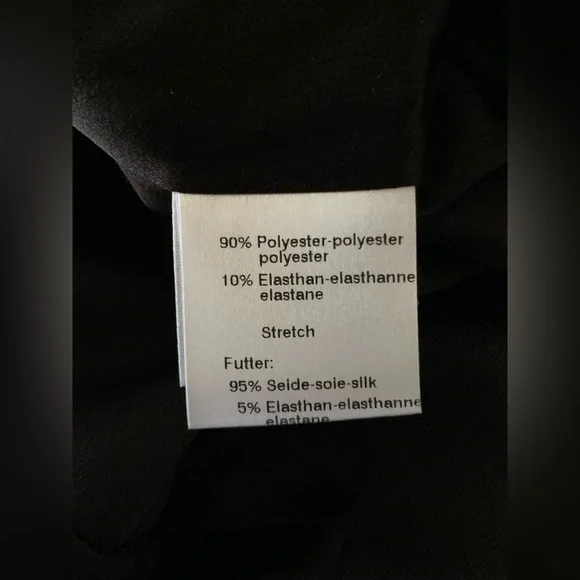 90% Polyester-polyester
polyester
10% Elasthan-elasthanne
elastane
Stretch
Futter:
95% Seide-soie-silk
5% Elasthan-elasthanne
elastane